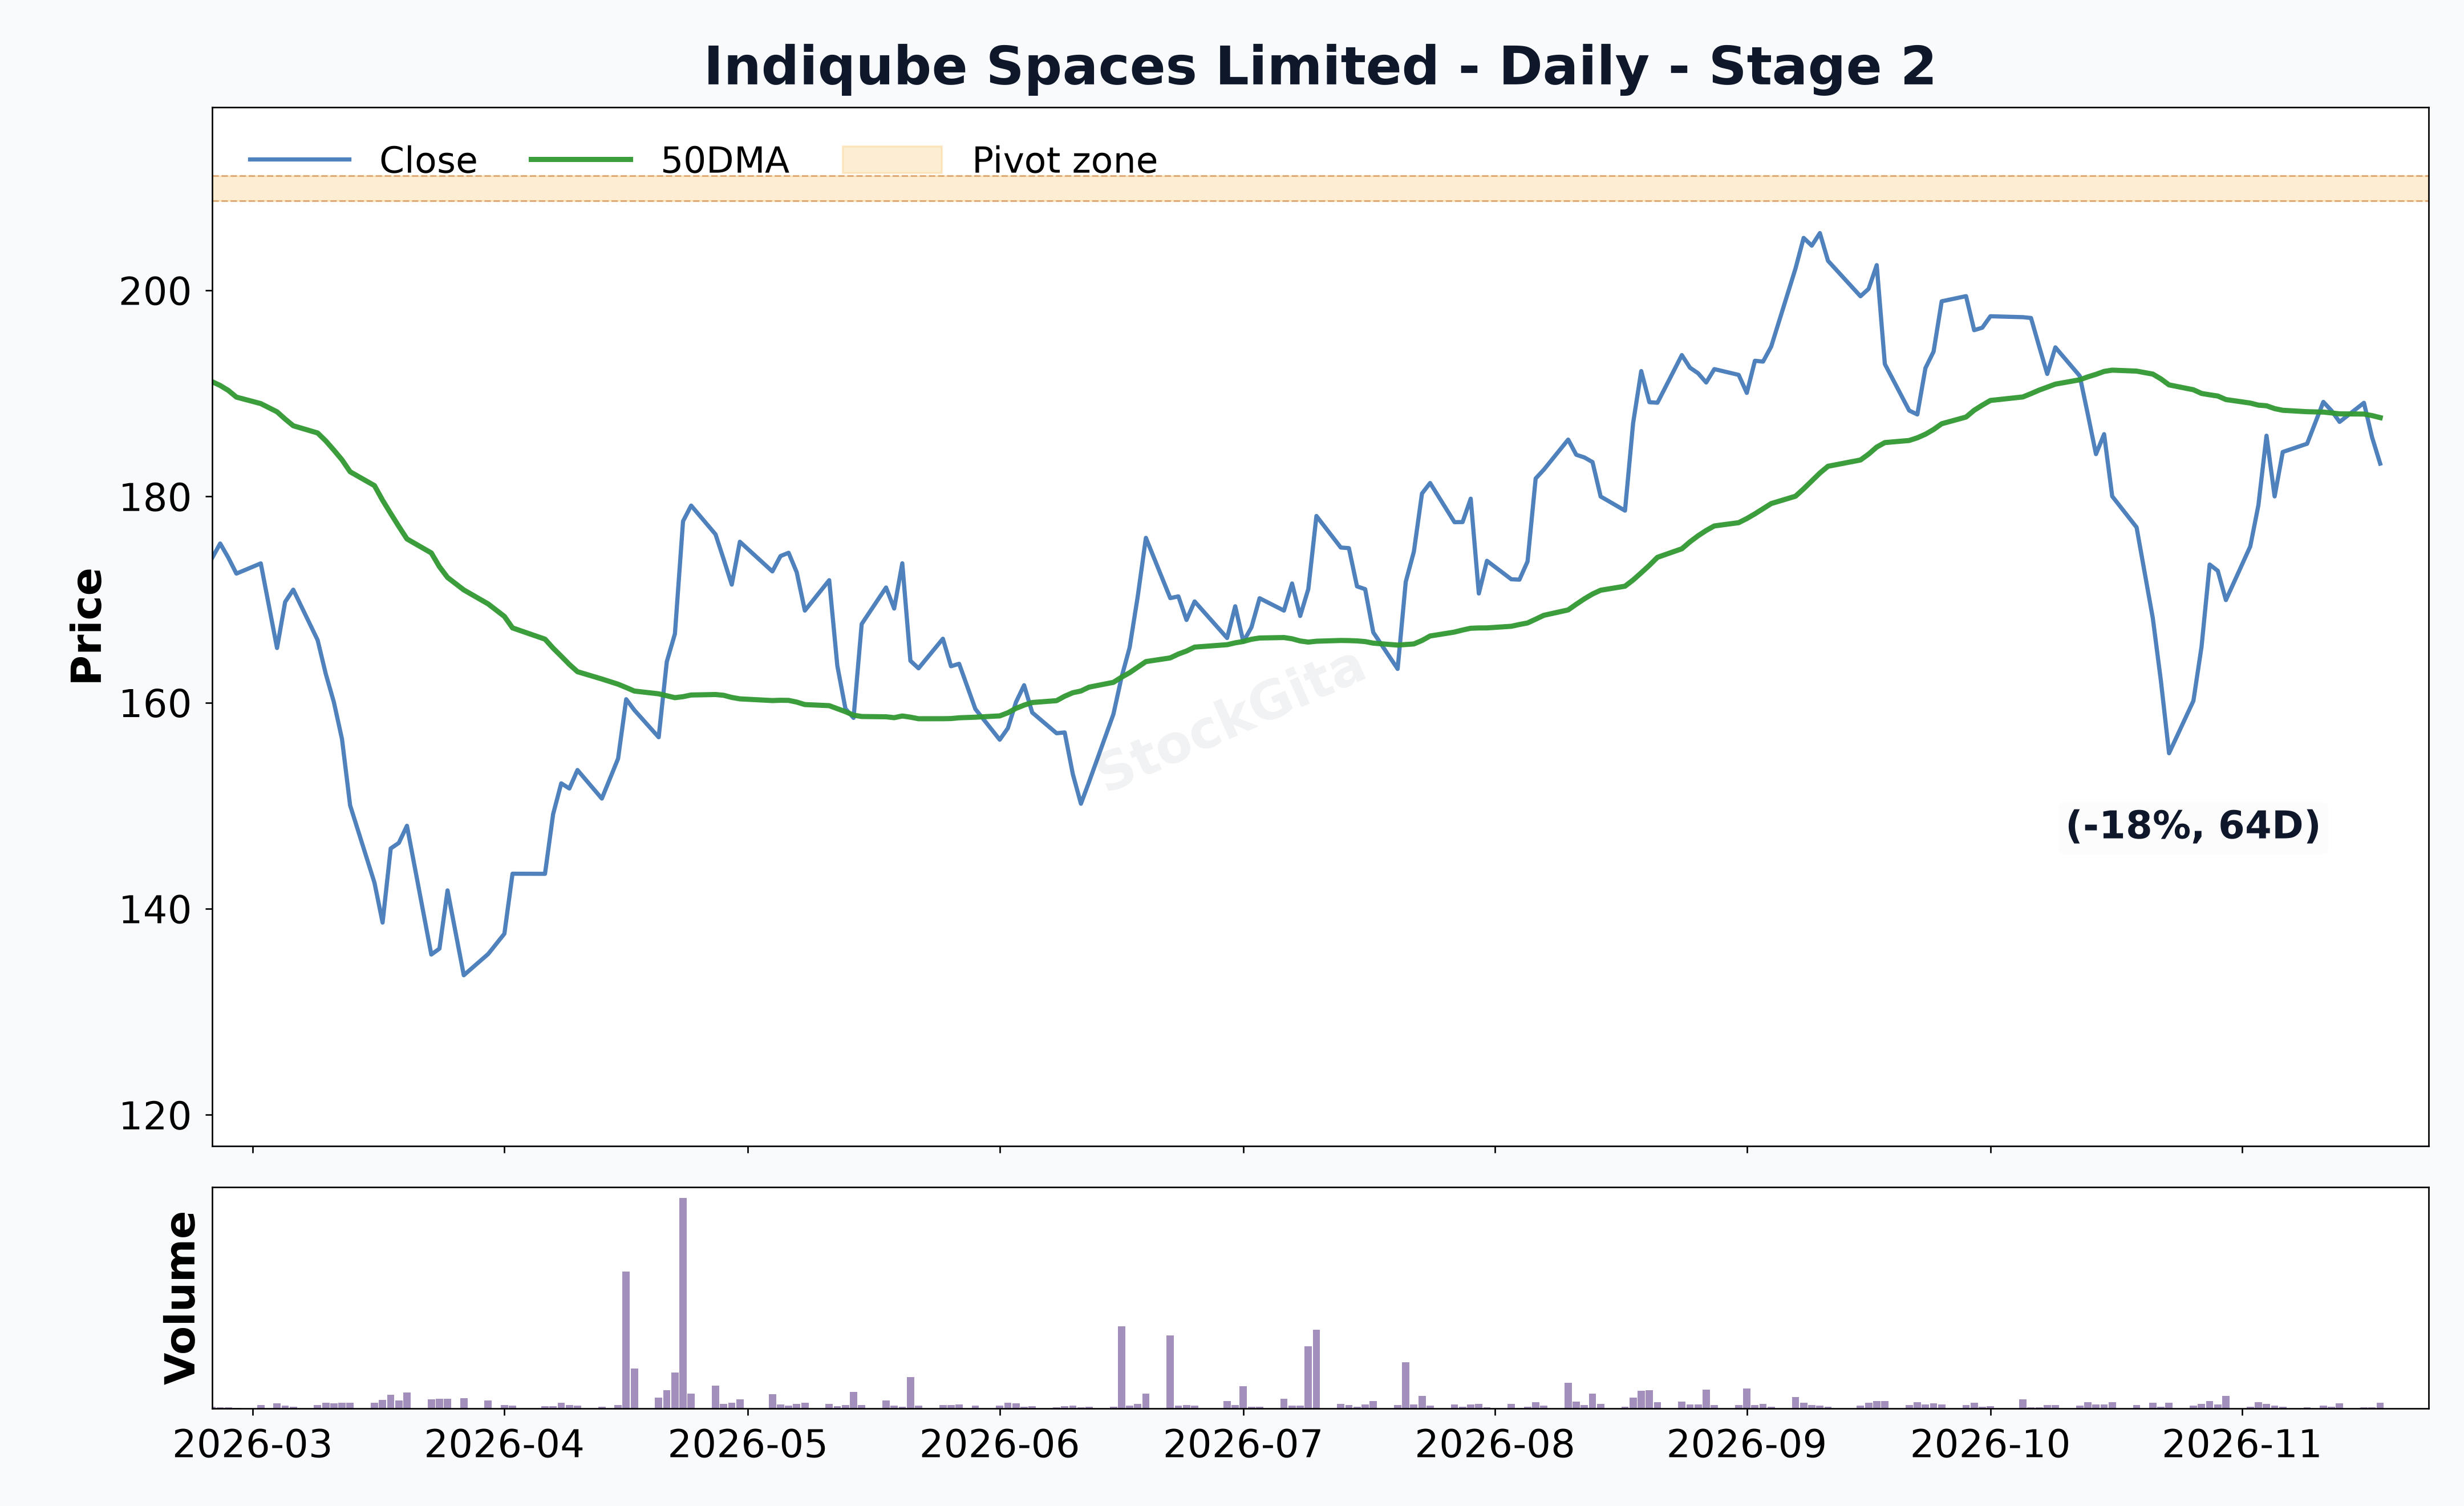 Indiqube Spaces Limited - Daily - Stage 2
Close
50DMA
Pivot zone
Price
200
180
160
140
120
StockGita
(-18%, 64D)
Volume
2026-03
2026-04
2026-05
2026-06
2026-07
2026-08
2026-09
2026-10
2026-11